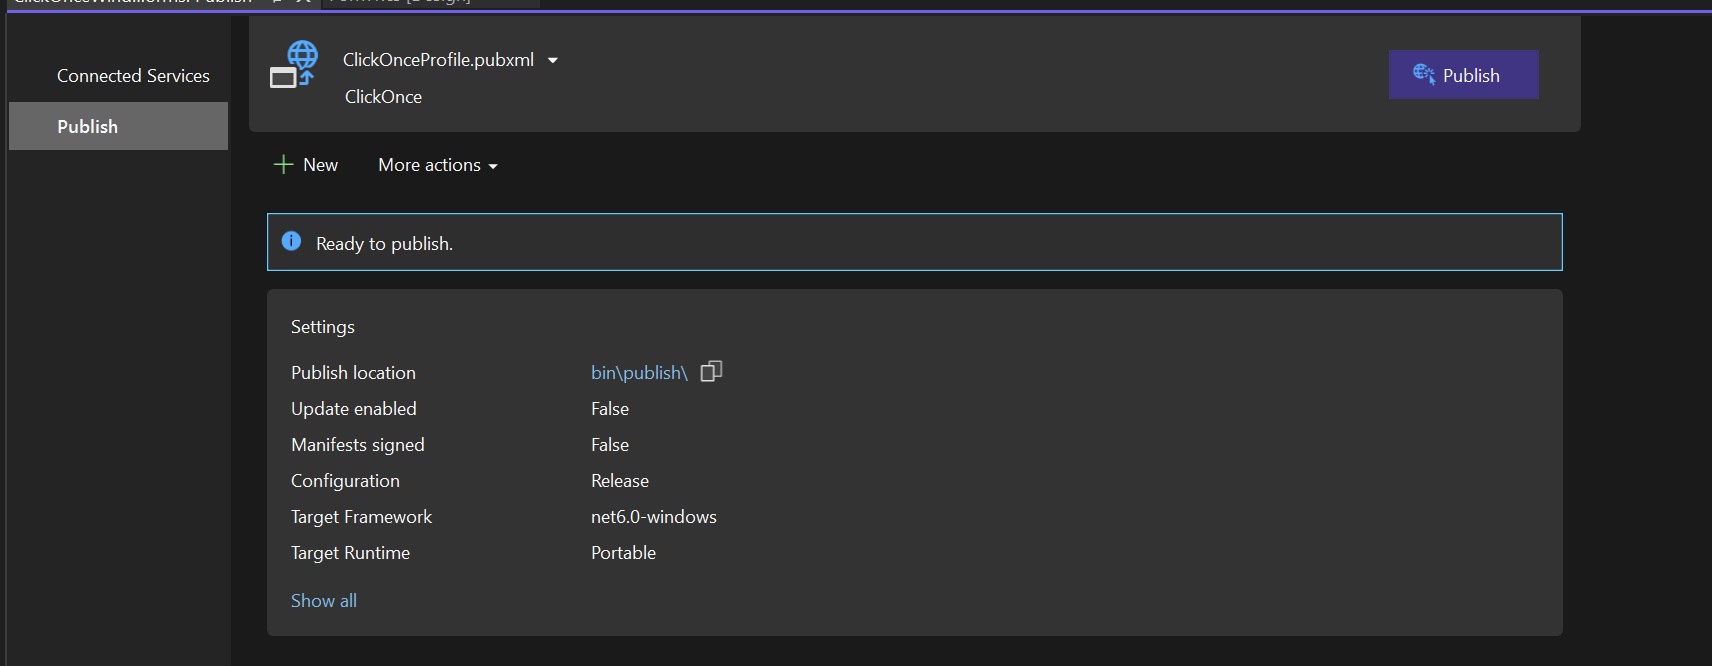 Connected Services
Publish
ClickOnceProfile.pubxml
ClickOnce
Publish
New
More actions
Ready to publish.
Settings
Publish location bin\publish\
Update enabled False
Manifests signed False
Configuration Release
Target Framework net6.0-windows
Target Runtime Portable
Show all